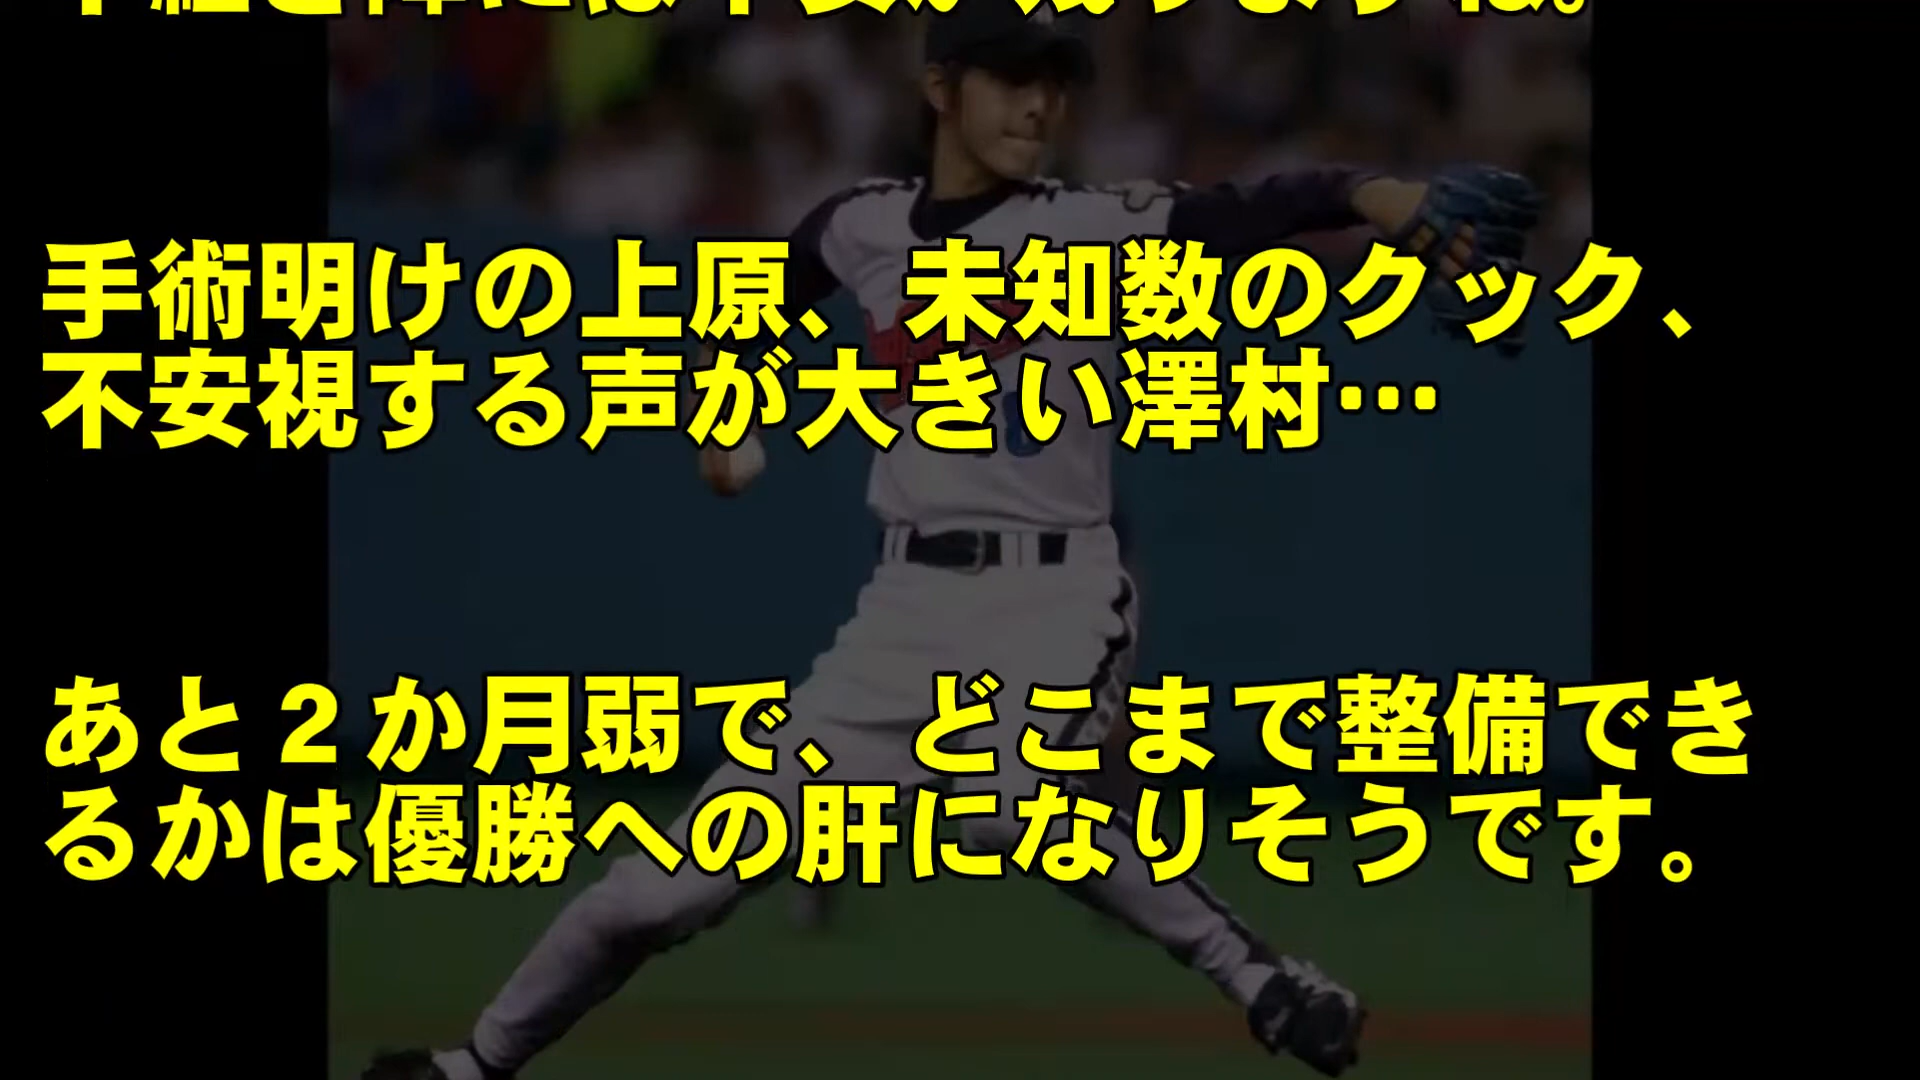 手術明けの上原、未知数のクック、
不安視する声が大きい澤村…
あと２か月弱で、どこまで整備でき
るかは優勝への肝になりそうです。